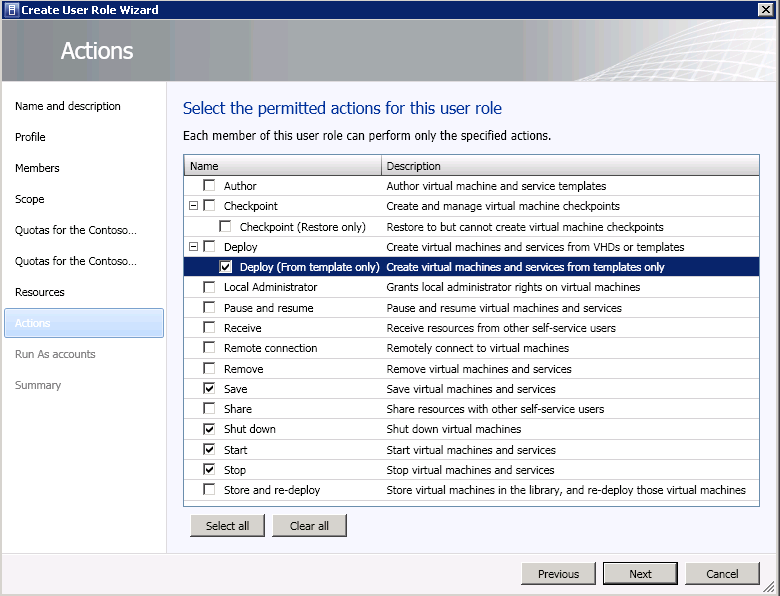 Create User Role Wizard
Actions
Name and description
Profile
Members
Scope
Quotas for the Contoso...
Quotas for the Contoso...
Resources
Actions
Run As accounts
Summary
Select the permitted actions for this user role
Each member of this user role can perform only the specified actions.
Name Description
Author Author virtual machine and service templates
Checkpoint Create and manage virtual machine checkpoints
Checkpoint (Restore only) Restore to but cannot create virtual machine checkpoints
Deploy Create virtual machines and services from VHDs or templates
Deploy (From template only) Create virtual machines and services from templates only
Local Administrator Grants local administrator rights on virtual machines
Pause and resume Pause and resume virtual machines and services
Receive Receive resources from other self-service users
Remote connection Remotely connect to virtual machines
Remove Remove virtual machines and services
Save Save virtual machines and services
Share Share resources with other self-service users
Shut down Shut down virtual machines
Start Start virtual machines and services
Stop Stop virtual machines and services
Store and re-deploy Store virtual machines in the library, and re-deploy those virtual machines
Select all Clear all
Previous Next Cancel